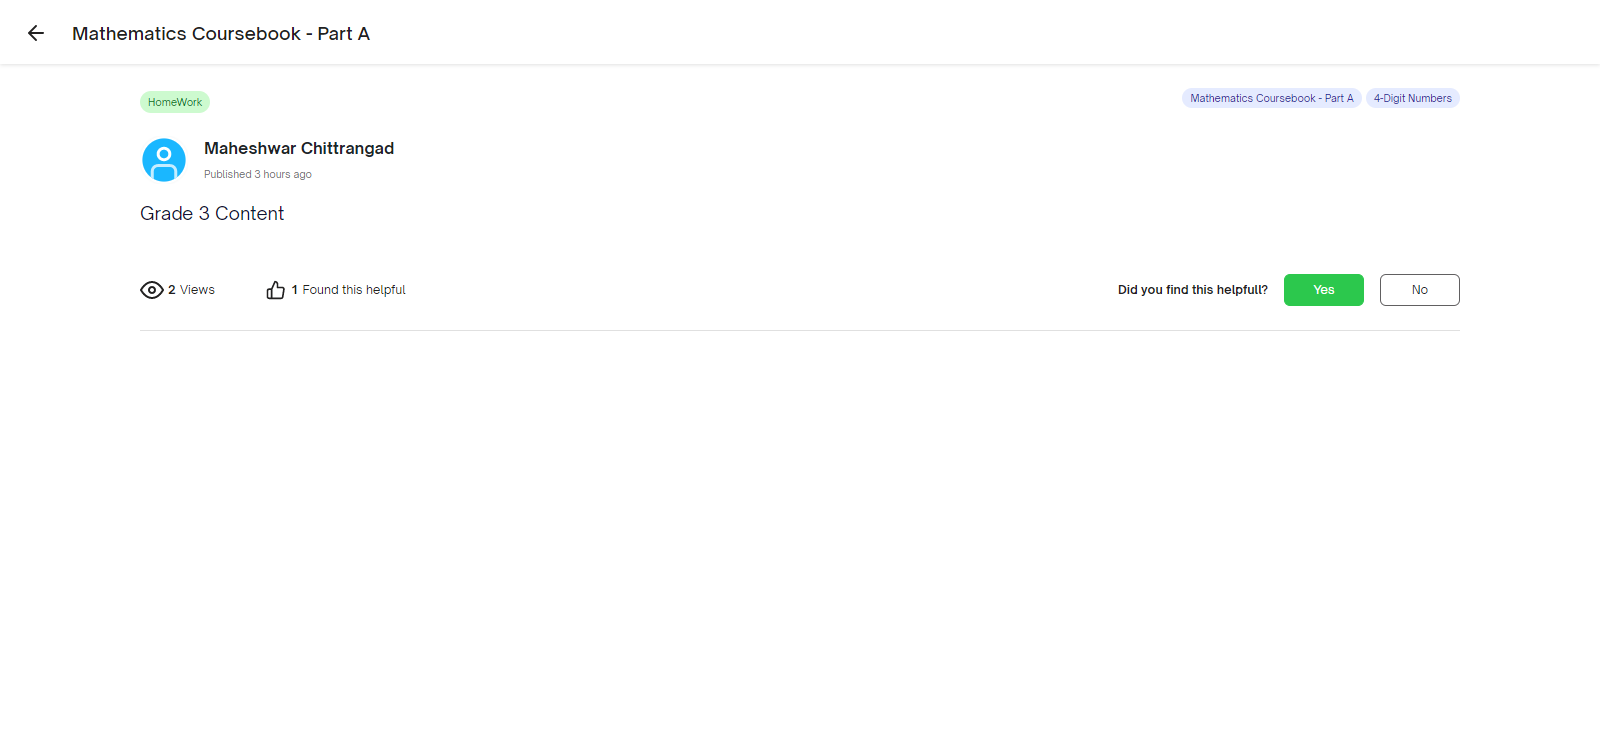 Mathematics Coursebook - Part A
HomeWork
Mathematics Coursebook - Part A
4-Digit Numbers
Maheshwar Chittrangad
Published 3 hours ago
Grade 3 Content
2 Views
1 Found this helpful
Did you find this helpfull?
Yes
No